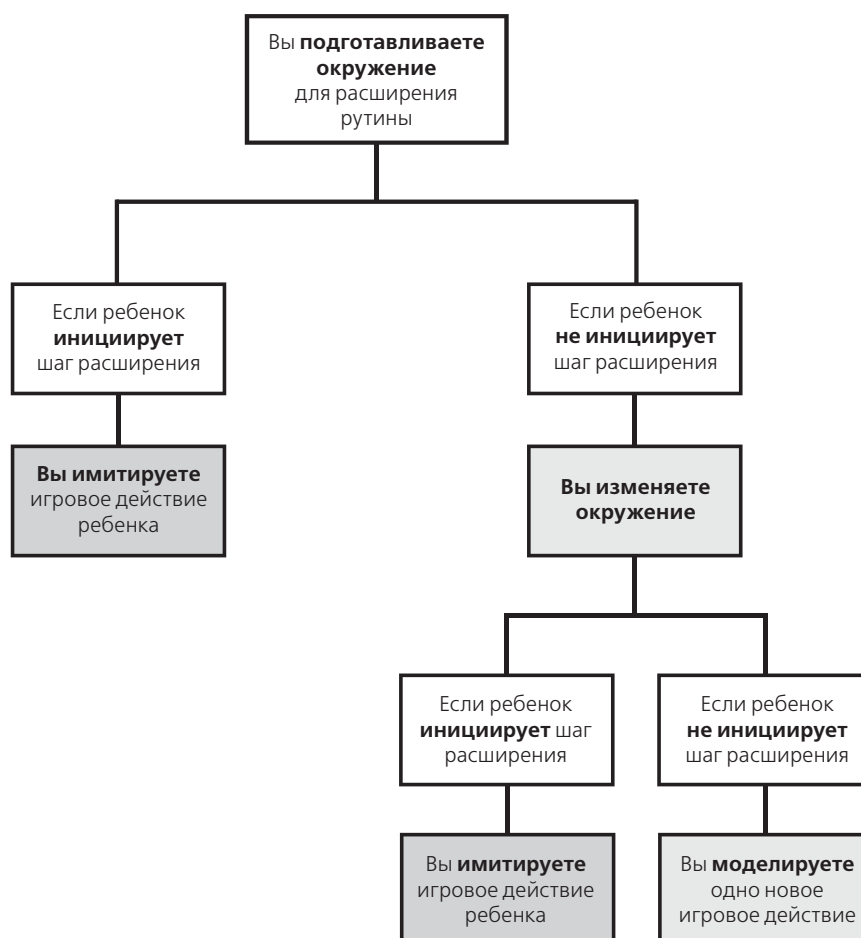 Вы подготавливаете
окружение
для расширения
рутины
Если ребенок
инициирует
шаг расширения
Если ребенок
не инициирует
шаг расширения
Вы имитируете
игровое действие
ребенка
Вы изменяете
окружение
Если ребенок
инициирует шаг
расширения
Если ребенок
не инициирует
шаг расширения
Вы имитируете
игровое действие
ребенка
Вы моделируете
одно новое
игровое действие